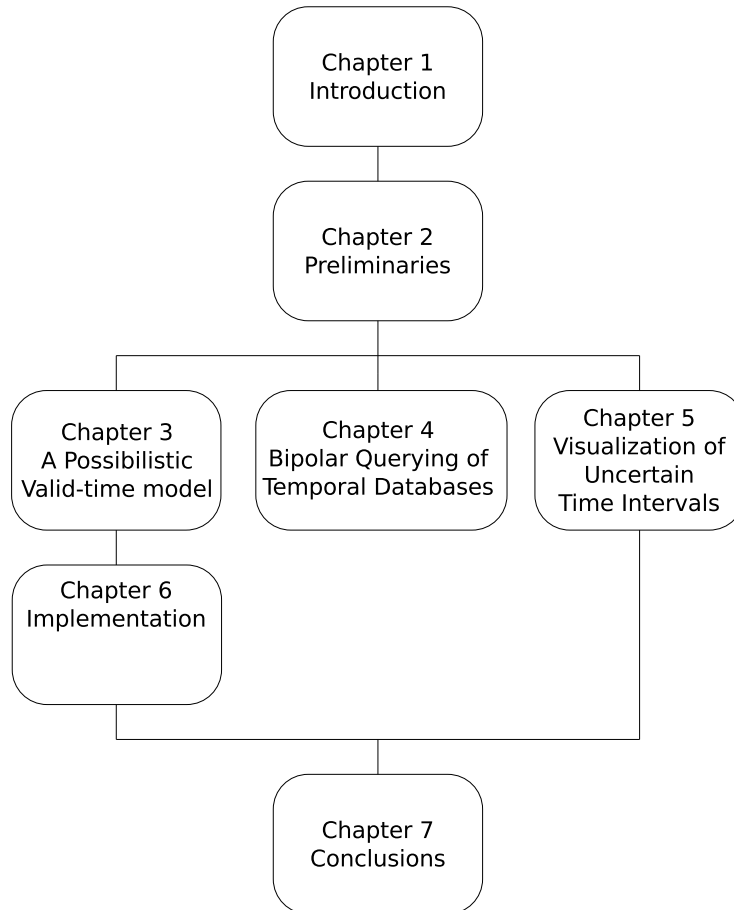 Chapter 1
Introduction
Chapter 2
Preliminaries
Chapter 3
A Possibilistic
Valid-time model
Chapter 4
Bipolar Querying of
Temporal Databases
Chapter 5
Visualization of
Uncertain
Time Intervals
Chapter 6
Implementation
Chapter 7
Conclusions